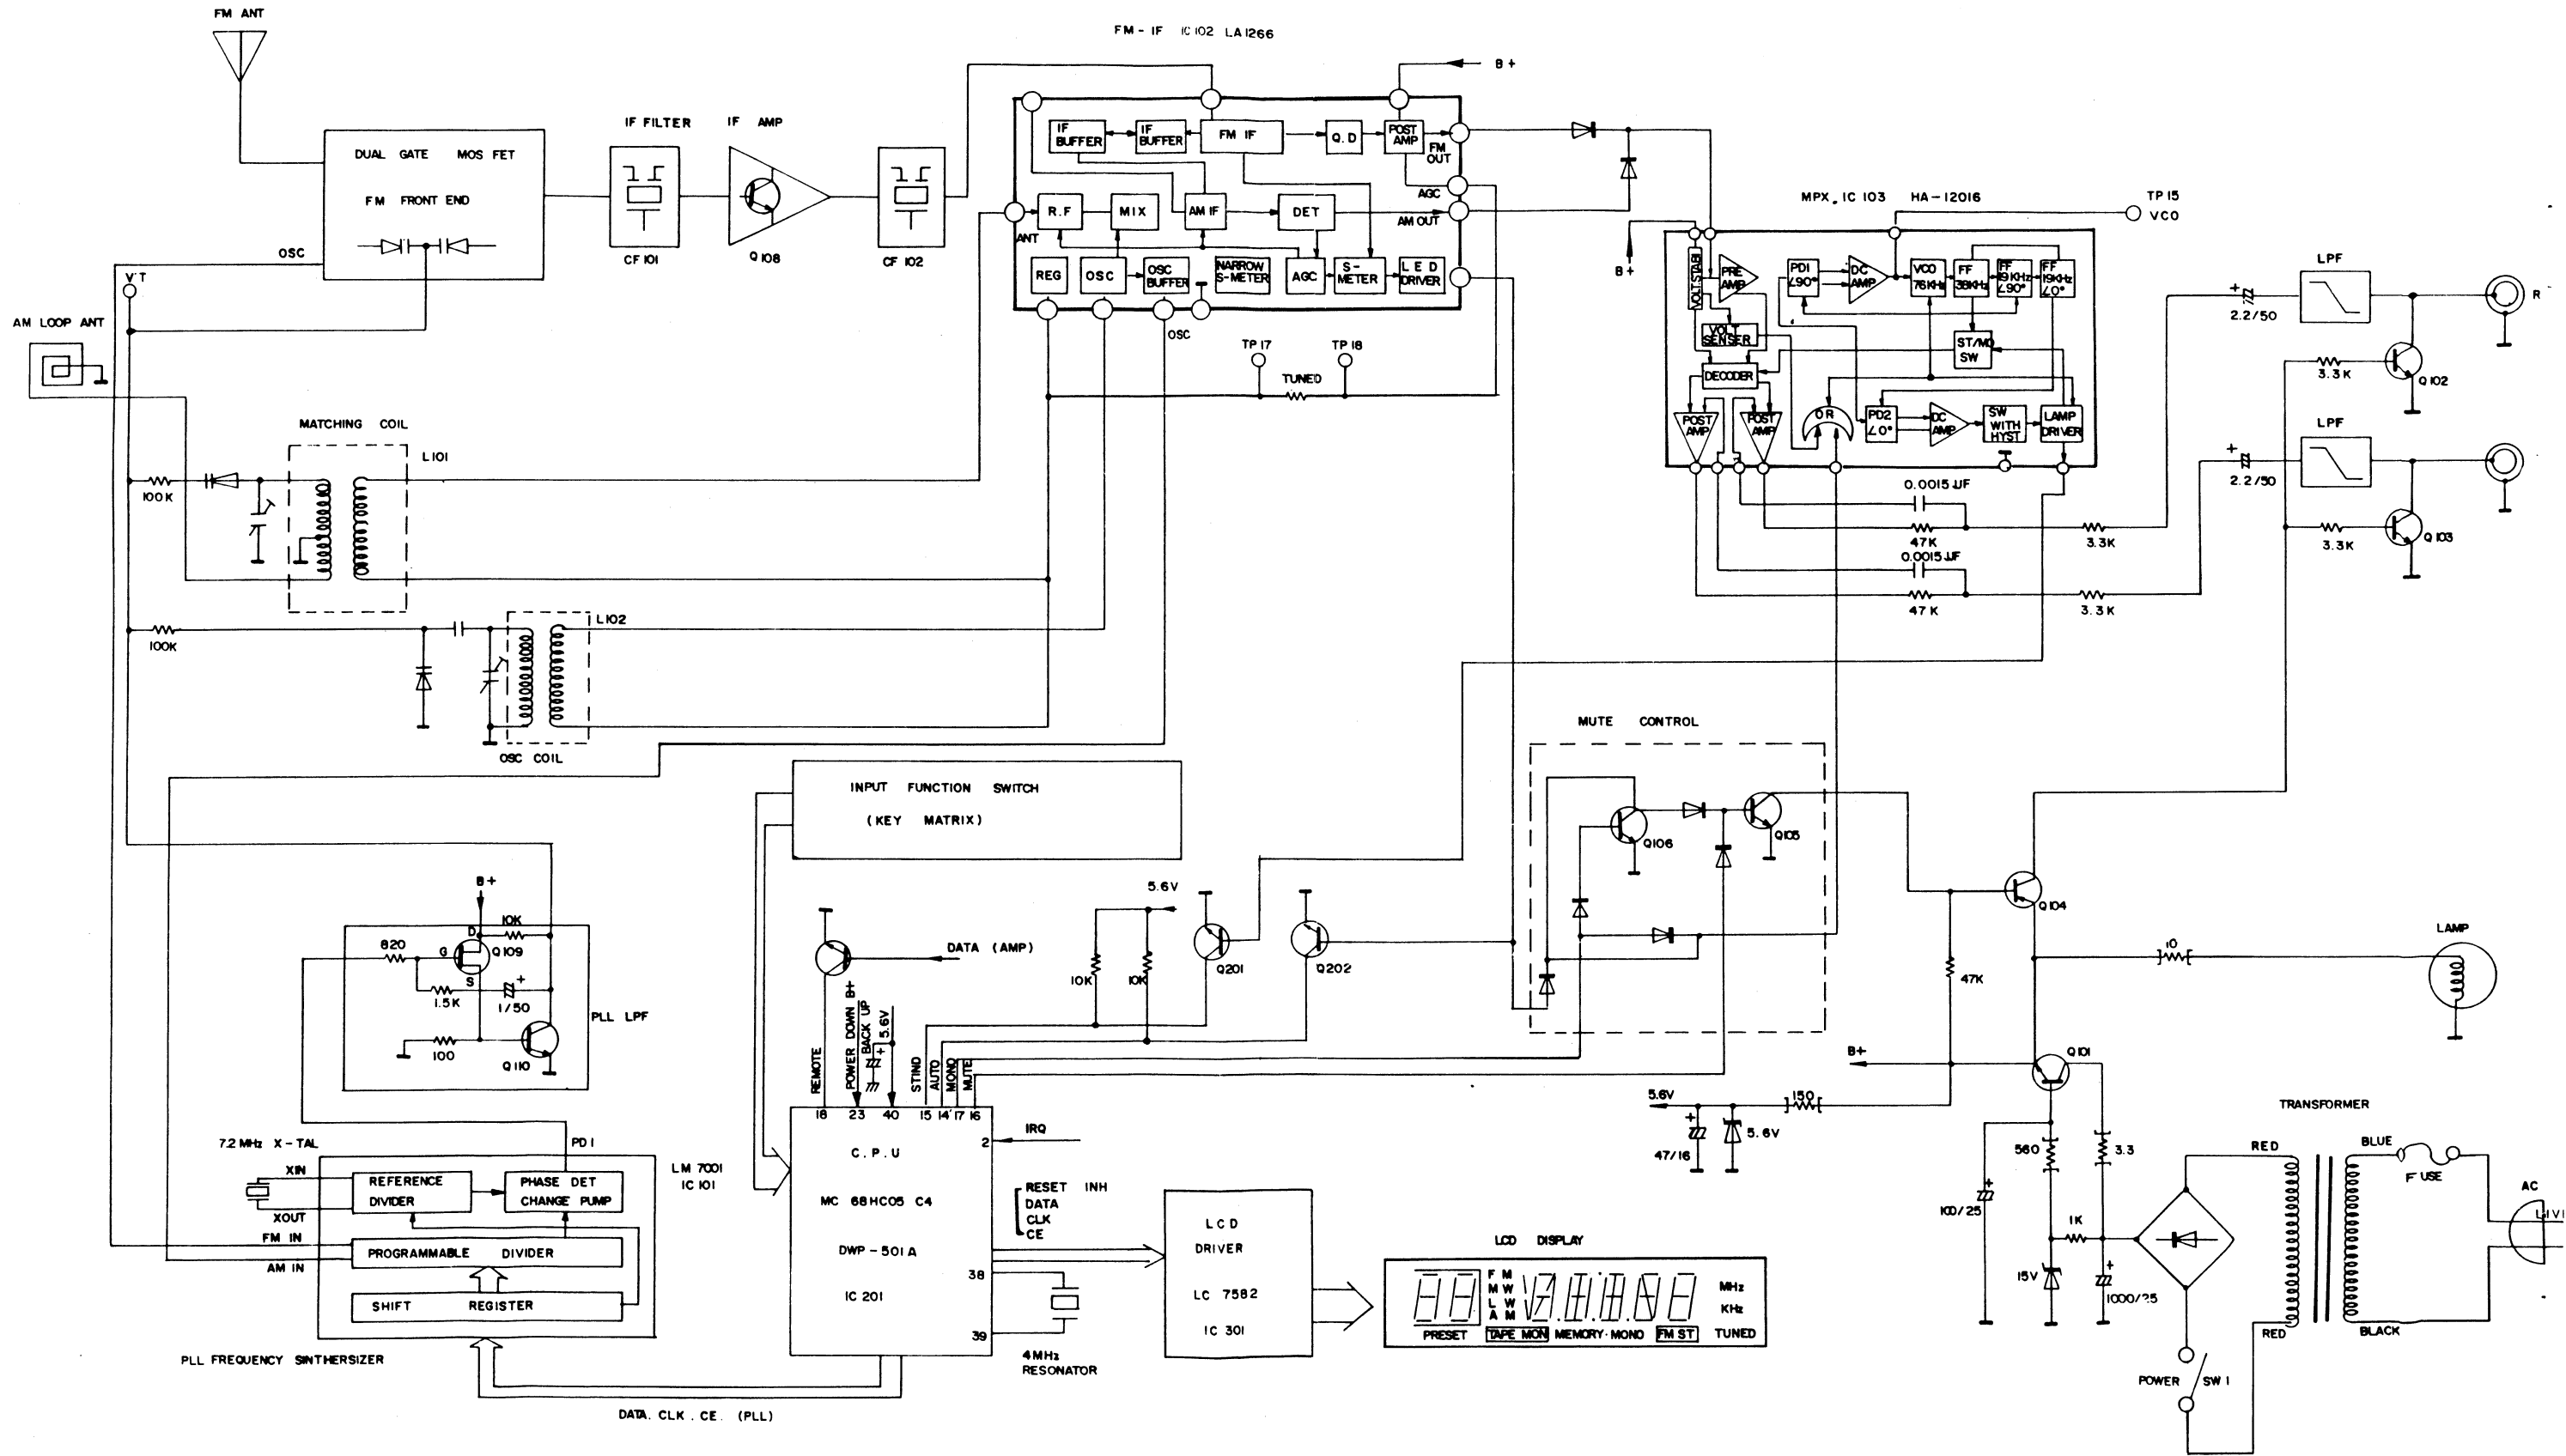 FM ANT
FM - IF IC 102 LA1266
B +
DUAL GATE MOS FET
FM FRONT END
OSC
IF FILTER
CF 101
IF AMP
Q 108
CF 102
IF BUFFER
IF BUFFER
FM IF
Q.D
POST AMP
FM OUT
AGC
R.F
MIX
AM IF
DET
AM OUT
ANT
REG
OSC
OSC BUFFER
NARROW S-METER
AGC
S-METER
LED DRIVER
OSC
TP 17
TP 18
TUNED
V T
AM LOOP ANT
MATCHING COIL
L101
100K
L102
100K
OSC COIL
MPX. IC 103 HA-12016
TP 15
VCO
B+
VOLT.STABI
PRE AMP
PD1 ∠90°
DC AMP
VCO 76KHz
FF 38KHz
FF 19KHz ∠90°
FF 19KHz ∠0°
VOLT SENSER
ST/MO SW
DECODER
POST AMP
POST AMP
OR
PD2 ∠0°
DC AMP
SW WITH HYST
LAMP DRIVER
0.0015 UF
47K
3.3K
0.0015 UF
47 K
3.3 K
+
2.2/50
LPF
R
3.3K
Q102
+
2.2/50
LPF
3.3K
Q103
MUTE CONTROL
Q106
Q105
Q104
INPUT FUNCTION SWITCH
(KEY MATRIX)
B+
10K
820
D
G
Q109
S
1.5K
+
1/50
PLL LPF
100
Q110
DATA (AMP)
5.6V
10K
10K
Q201
Q202
REMOTE
POWER DOWN B+
BACK UP
+
5.6V
STIND
AUTO
MONO
MUTE
18
23
40
15
14
17
16
47K
10
LAMP
B+
Q101
5.6V
150
+
47/16
5.6V
560
3.3
+
100/25
1K
15V
+
1000/25
TRANSFORMER
RED
RED
BLUE
BLACK
FUSE
AC
POWER SW 1
7.2 MHz X-TAL
PD 1
XIN
XOUT
REFERENCE DIVIDER
PHASE DET CHANGE PUMP
FM IN
AM IN
PROGRAMMABLE DIVIDER
SHIFT REGISTER
LM 7001
IC 101
PLL FREQUENCY SINTHERSIZER
C.P.U
MC 68HC05 C4
DWP-501A
IC 201
2
IRQ
RESET INH
DATA
CLK
CE
38
39
4MHz
RESONATOR
DATA. CLK . CE. (PLL)
LCD
DRIVER
LC 7582
IC 301
LCD DISPLAY
FM
MW
LW
AM
MHz
KHz
PRESET
TAPE MON
MEMORY·MONO
FM ST
TUNED